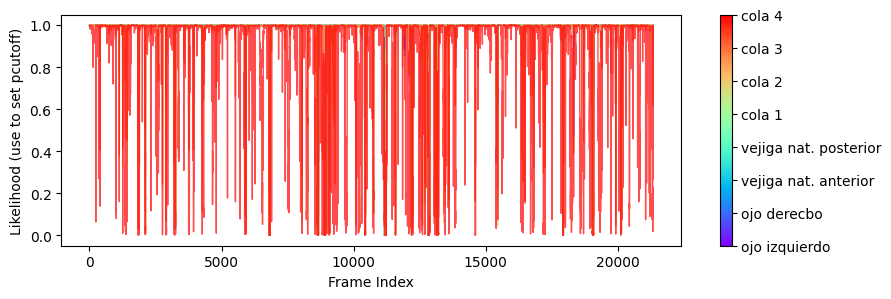 Likelihood (use to set pcutoff)
1.0
0.8
0.6
0.4
0.2
0.0
0
5000
10000
15000
20000
Frame Index
cola 4
cola 3
cola 2
cola 1
vejiga nat. posterior
vejiga nat. anterior
ojo derecbo
ojo izquierdo